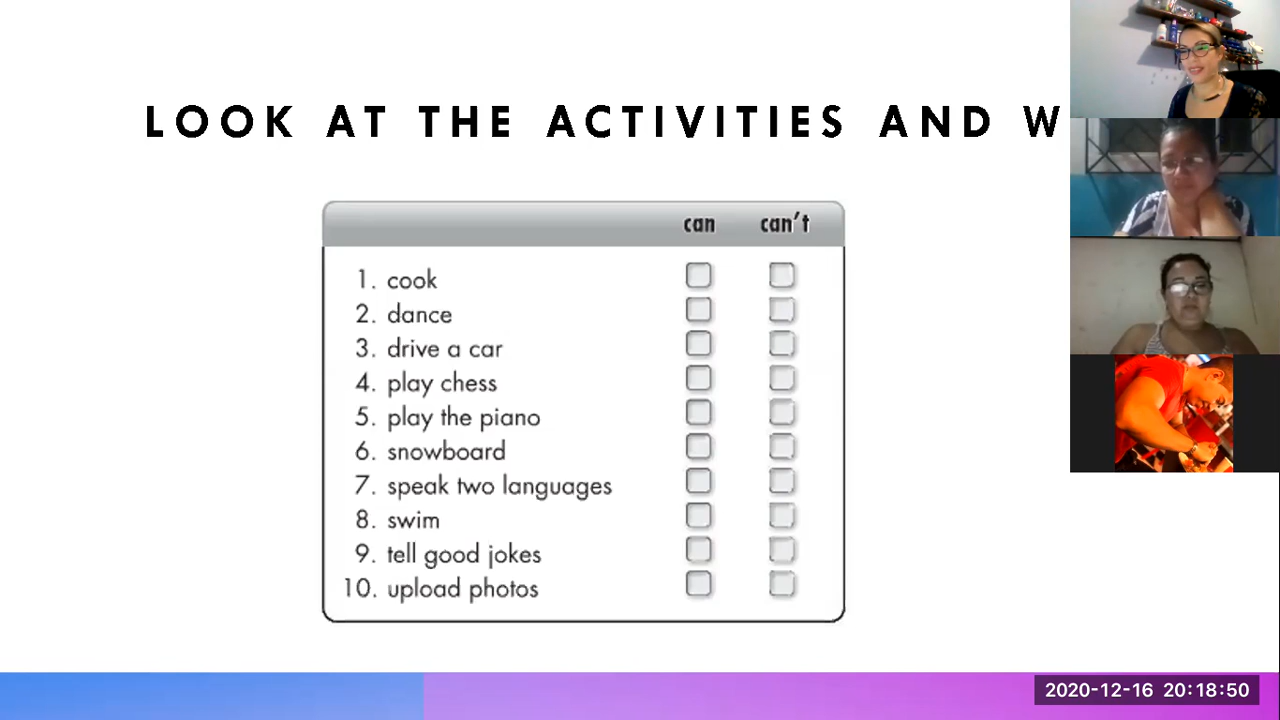 LOOK AT THE ACTIVITIES AND W
can can't
1. cook
2. dance
3. drive a car
4. play chess
5. play the piano
6. snowboard
7. speak two languages
8. swim
9. tell good jokes
10. upload photos
2020-12-16 20:18:50